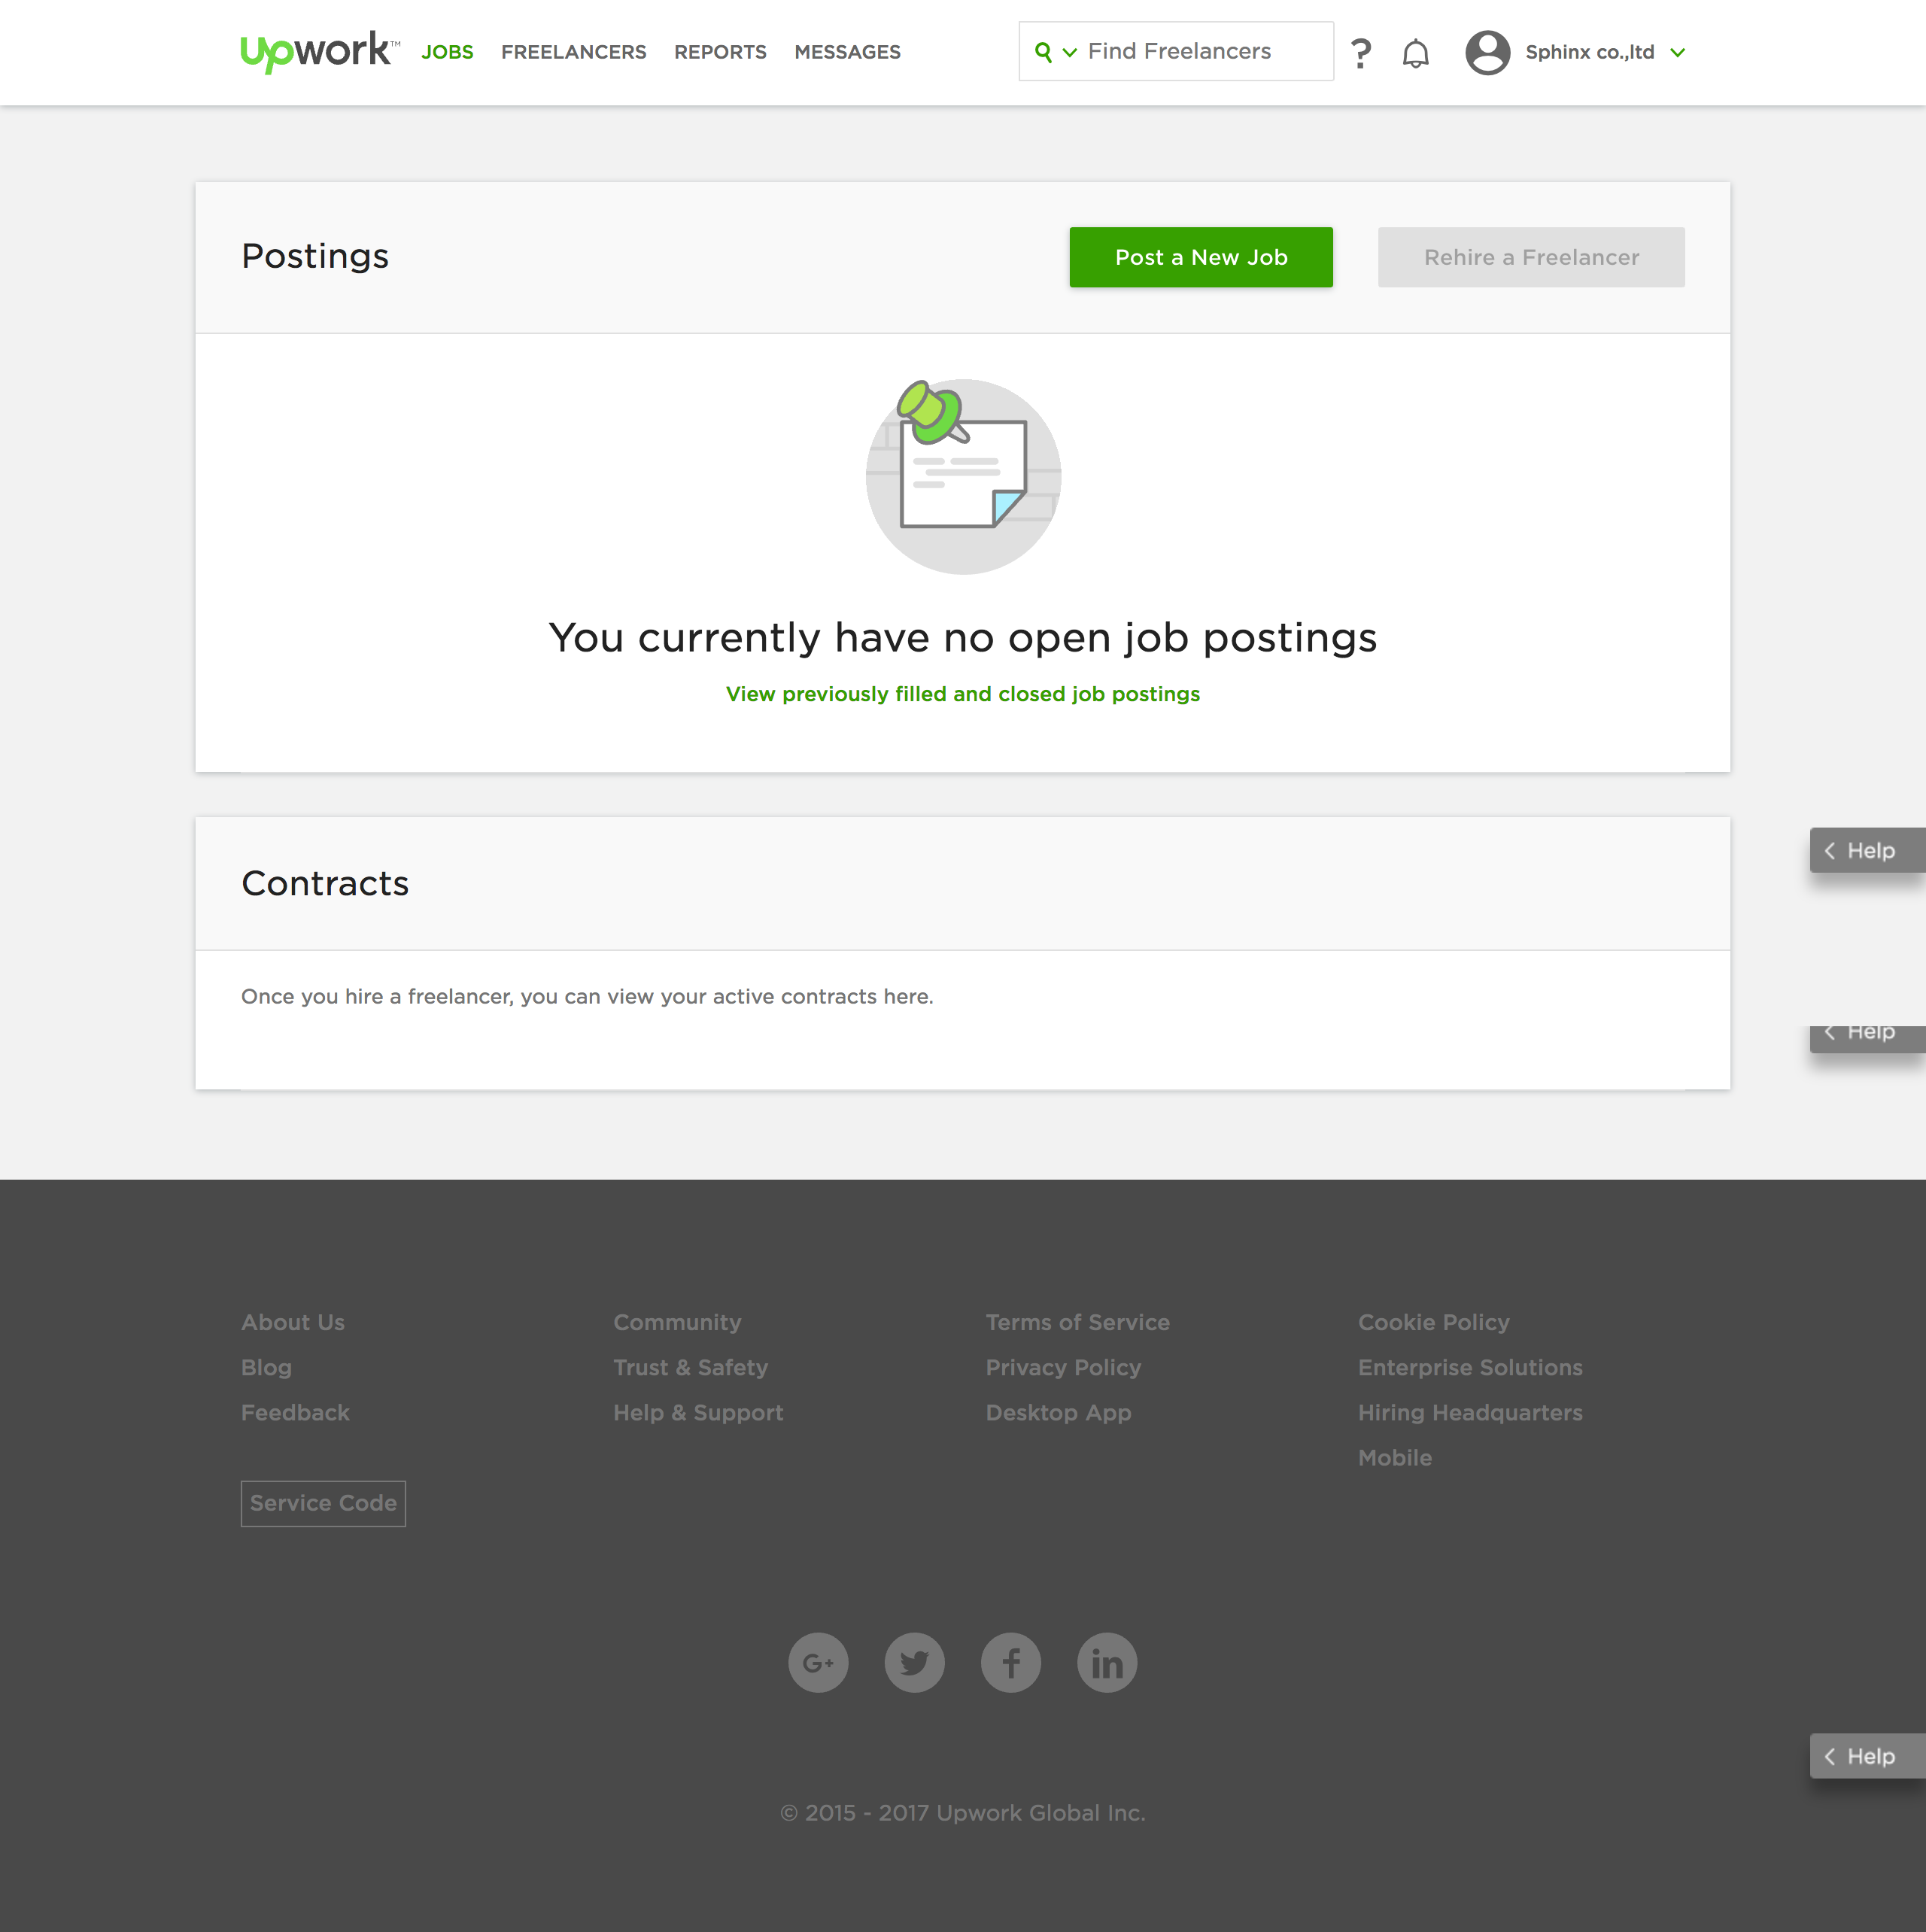 upwork™ JOBS FREELANCERS REPORTS MESSAGES Find Freelancers ? Sphinx co.,ltd
Postings
Post a New Job
Rehire a Freelancer
You currently have no open job postings
View previously filled and closed job postings
Help
Contracts
Once you hire a freelancer, you can view your active contracts here.
Help
About Us
Blog
Feedback
Service Code
Community
Trust & Safety
Help & Support
Terms of Service
Privacy Policy
Desktop App
Cookie Policy
Enterprise Solutions
Hiring Headquarters
Mobile
G+ f in
Help
© 2015 - 2017 Upwork Global Inc.